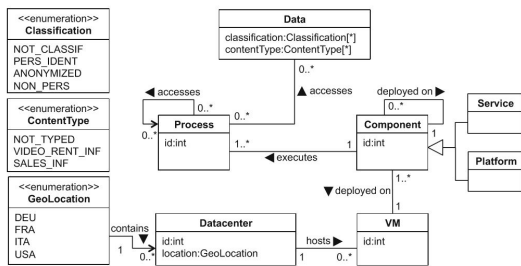 <<enumeration>>
Classification
NOT_CLASSIF
PERS_IDENT
ANONYMIZED
NON_PERS
<<enumeration>>
ContentType
NOT_TYPED
VIDEO_RENT_INF
SALES_INF
<<enumeration>>
GeoLocation
DEU
FRA
ITA
USA
Data
classification:Classification[*]
contentType:ContentType[*]
0..*
◀ accesses
▲ accesses
0..*
0..*
0..*
Process
id:int
1..*
◀ executes
1
deployed on ▶
0..*
1
Component
id:int
Service
Platform
1..*
▼ deployed on
1
contains
▼
1
0..*
Datacenter
id:int
location:GeoLocation
hosts ▶
1
0..*
VM
id:int